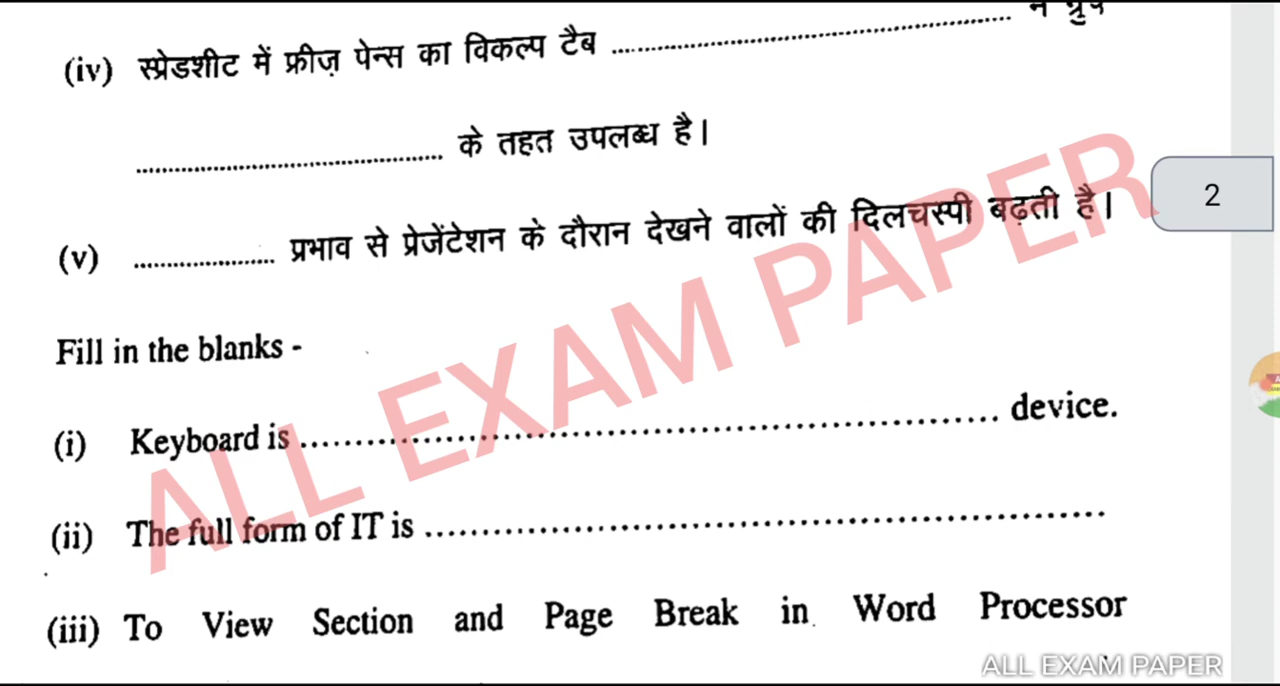 (iv) स्प्रेडशीट में फ्रीज़ पेन्स का विकल्प टैब ........................................
........................................ के तहत उपलब्ध है।
2
(v) ..................... प्रभाव से प्रेजेंटेशन के दौरान देखने वालों की दिलचस्पी बढ़ती है।
Fill in the blanks -
(i) Keyboard is ........................................ device.
(ii) The full form of IT is ........................................
(iii) To View Section and Page Break in Word Processor
ALL EXAM PAPER
ALL EXAM PAPER